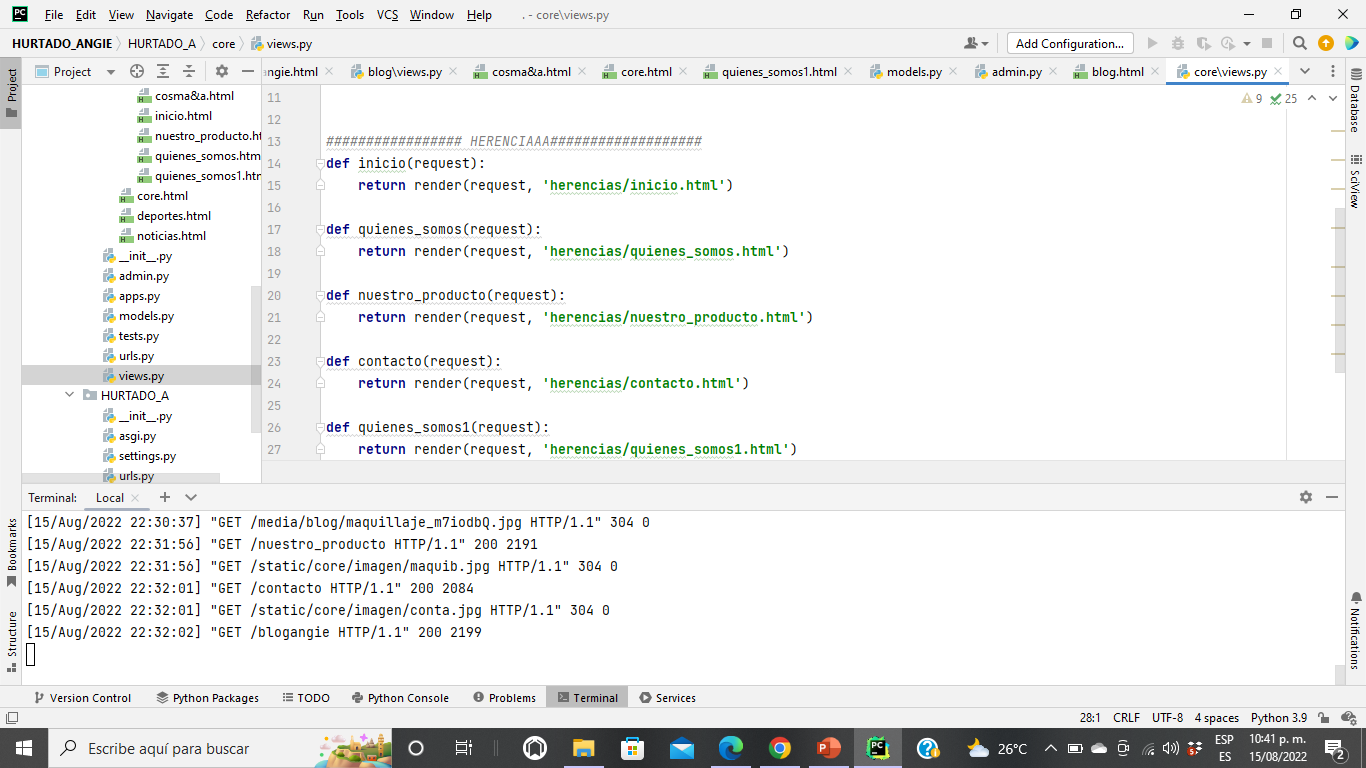 PC File Edit View Navigate Code Refactor Run Tools VCS Window Help . - core\views.py
HURTADO_ANGIE HURTADO_A core views.py Add Configuration...
Project angie.html blog\views.py cosma&a.html core.html quienes_somos1.html models.py admin.py blog.html core\views.py
Project
cosma&a.html
inicio.html
nuestro_producto.ht
quienes_somos.htm
quienes_somos1.htm
core.html
deportes.html
noticias.html
__init__.py
admin.py
apps.py
models.py
tests.py
urls.py
views.py
HURTADO_A
__init__.py
asgi.py
settings.py
urls.py
9 25
11
12
13 ################# HERENCIAAA###################
14 def inicio(request):
15 return render(request, 'herencias/inicio.html')
16
17 def quienes_somos(request):
18 return render(request, 'herencias/quienes_somos.html')
19
20 def nuestro_producto(request):
21 return render(request, 'herencias/nuestro_producto.html')
22
23 def contacto(request):
24 return render(request, 'herencias/contacto.html')
25
26 def quienes_somos1(request):
27 return render(request, 'herencias/quienes_somos1.html')
Database
SciView
Notifications
Bookmarks
Structure
Terminal: Local
[15/Aug/2022 22:30:37] "GET /media/blog/maquillaje_m7iodbQ.jpg HTTP/1.1" 304 0
[15/Aug/2022 22:31:56] "GET /nuestro_producto HTTP/1.1" 200 2191
[15/Aug/2022 22:31:56] "GET /static/core/imagen/maquib.jpg HTTP/1.1" 304 0
[15/Aug/2022 22:32:01] "GET /contacto HTTP/1.1" 200 2084
[15/Aug/2022 22:32:01] "GET /static/core/imagen/conta.jpg HTTP/1.1" 304 0
[15/Aug/2022 22:32:02] "GET /blogangie HTTP/1.1" 200 2199
Version Control Python Packages TODO Python Console Problems Terminal Services
28:1 CRLF UTF-8 4 spaces Python 3.9
Escribe aquí para buscar 26°C ESP 10:41 p. m.
ES 15/08/2022 2